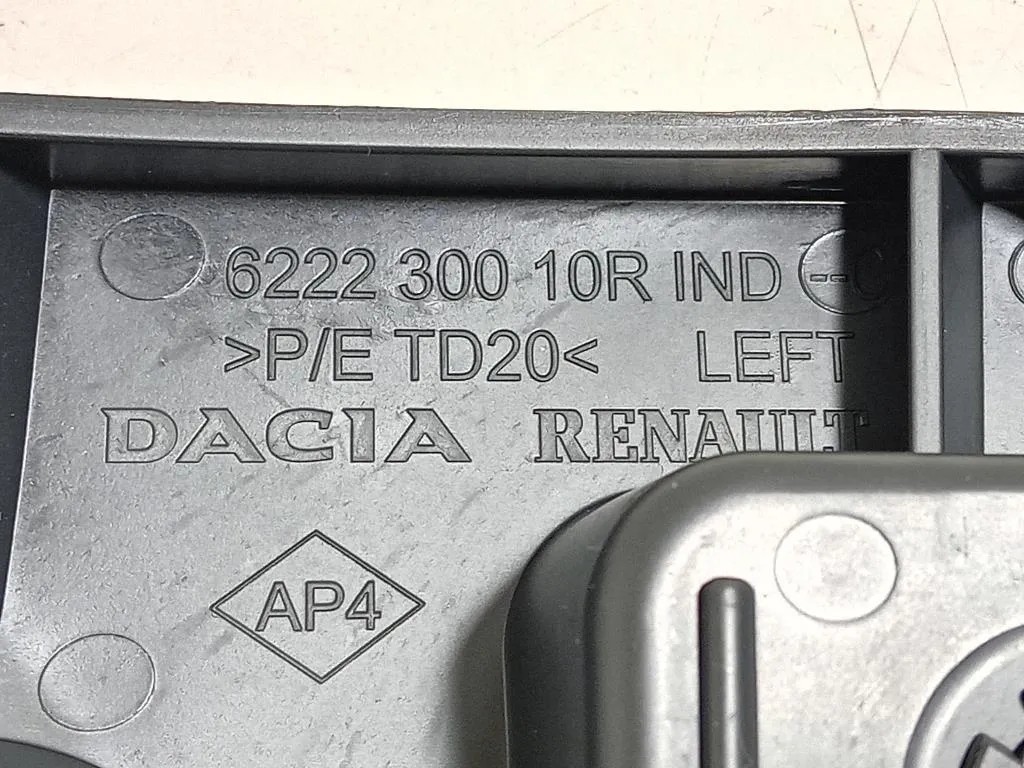 6222 300 10R IND --C
>P/E TD20< LEFT
DACIA RENAULT
AP4